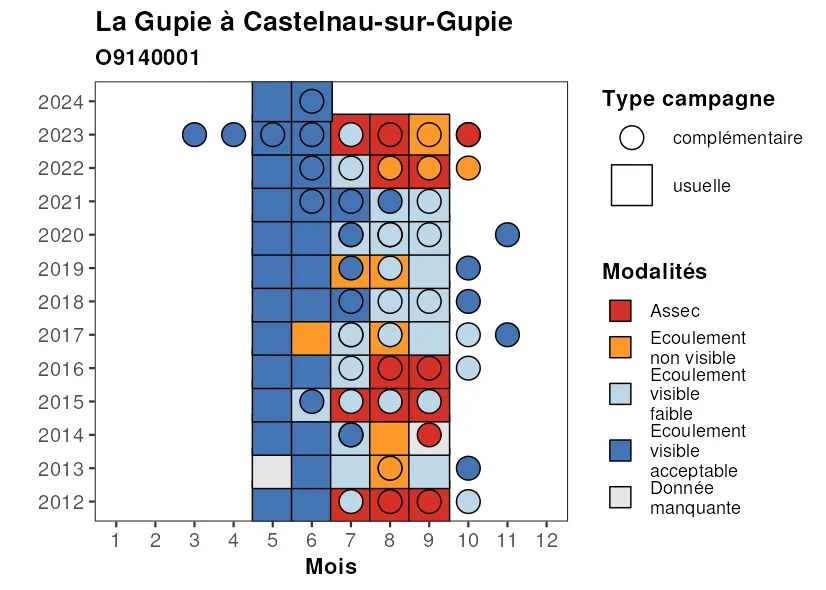 La Gupie à Castelnau-sur-Gupie
O9140001
2024
2023
2022
2021
2020
2019
2018
2017
2016
2015
2014
2013
2012
1 2 3 4 5 6 7 8 9 10 11 12
Mois
Type campagne
complémentaire
usuelle
Modalités
Assec
Ecoulement
non visible
Ecoulement
visible
faible
Ecoulement
visible
acceptable
Donnée
manquante